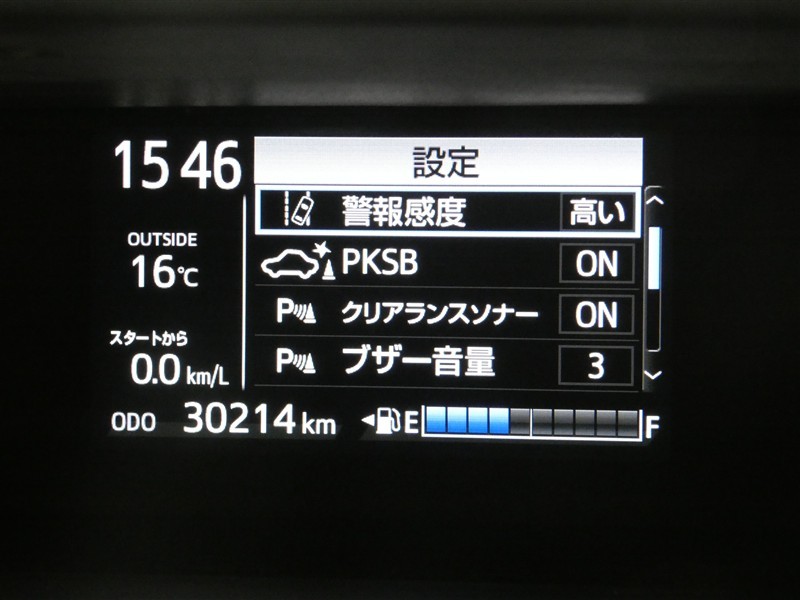 15 46
設定
警報感度 高い
OUTSIDE
16℃
PKSB ON
P クリアランスソナー ON
スタートから
0.0 km/L
P ブザー音量 3
ODO 30214 km E F